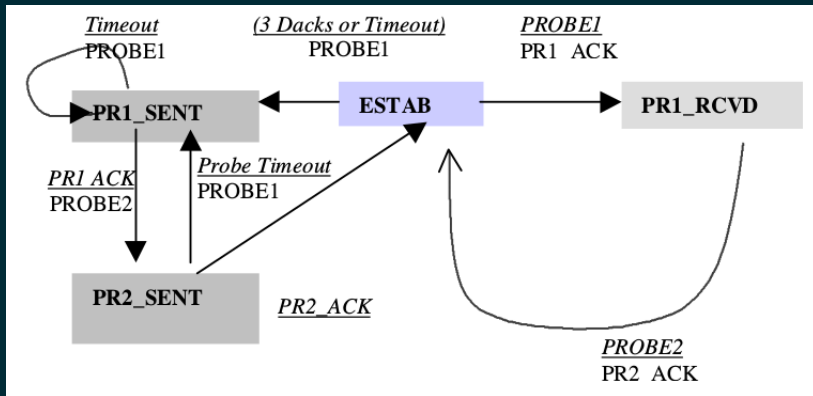 Timeout
PROBE1
(3 Dacks or Timeout)
PROBE1
PROBE1
PR1 ACK
PR1_SENT
ESTAB
PR1_RCVD
PR1 ACK
PROBE2
Probe Timeout
PROBE1
PR2_SENT
PR2_ACK
PROBE2
PR2 ACK